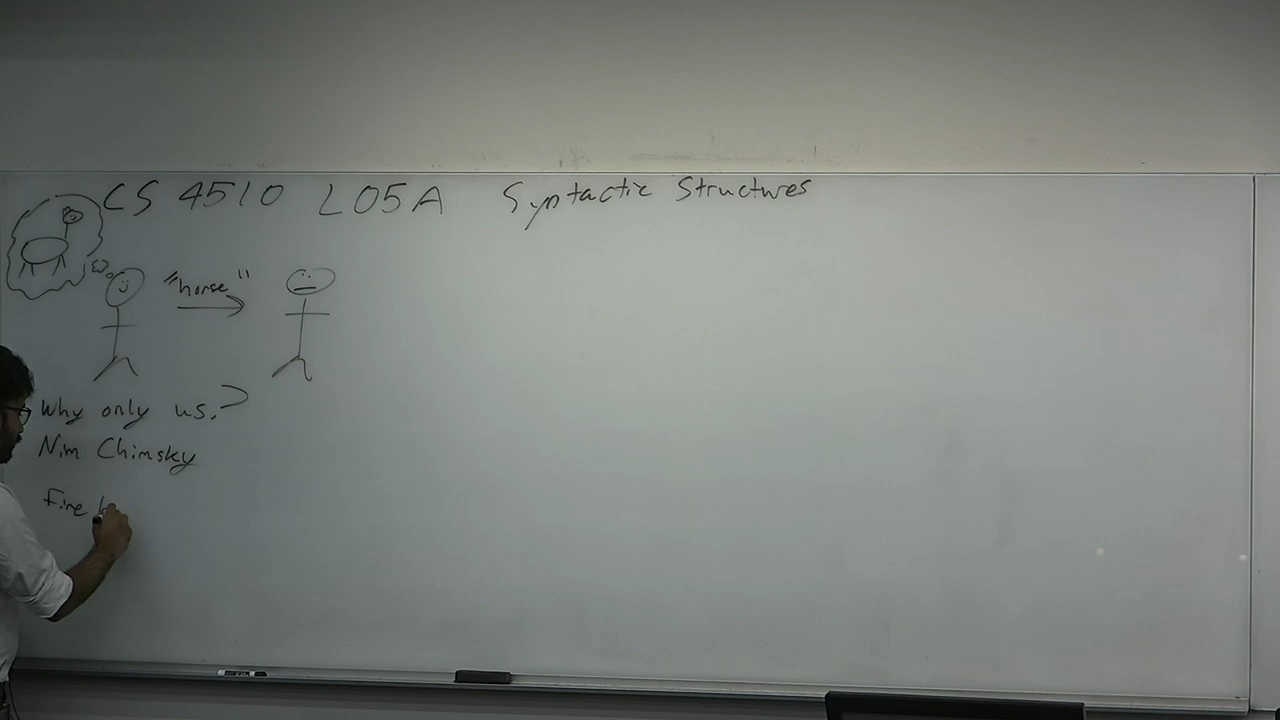 CS 4510 L05A Syntactic Structures
"horse"
Why only us?
Nim Chimsky
Fire